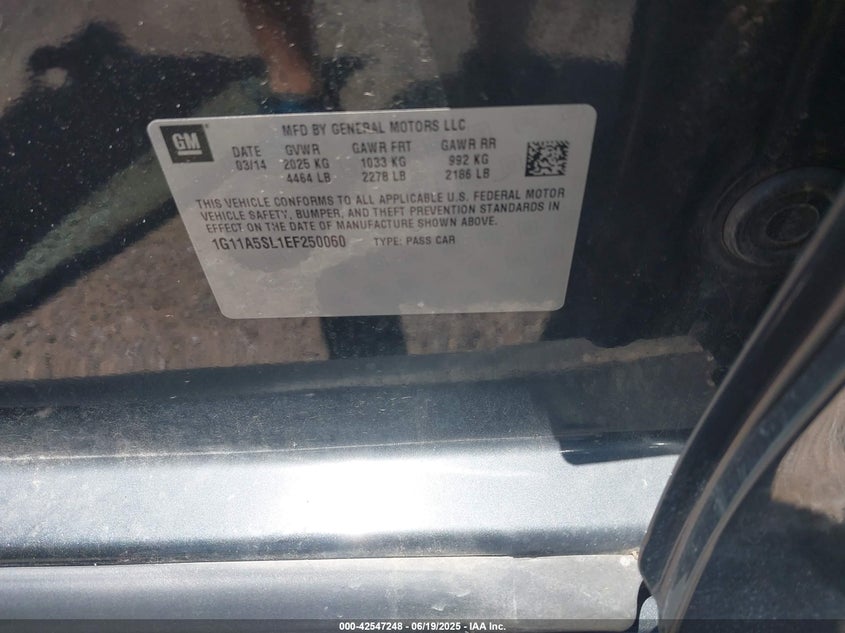 GM
MFD BY GENERAL MOTORS LLC
DATE GVWR GAWR FRT GAWR RR
03/14 2025 KG 1033 KG 992 KG
4464 LB 2278 LB 2186 LB
THIS VEHICLE CONFORMS TO ALL APPLICABLE U.S. FEDERAL MOTOR
VEHICLE SAFETY, BUMPER, AND THEFT PREVENTION STANDARDS IN
EFFECT ON THE DATE OF MANUFACTURE SHOWN ABOVE.
1G11A5SL1EF250060 TYPE: PASS CAR
000-42547248 - 06/19/2025 - IAA Inc.